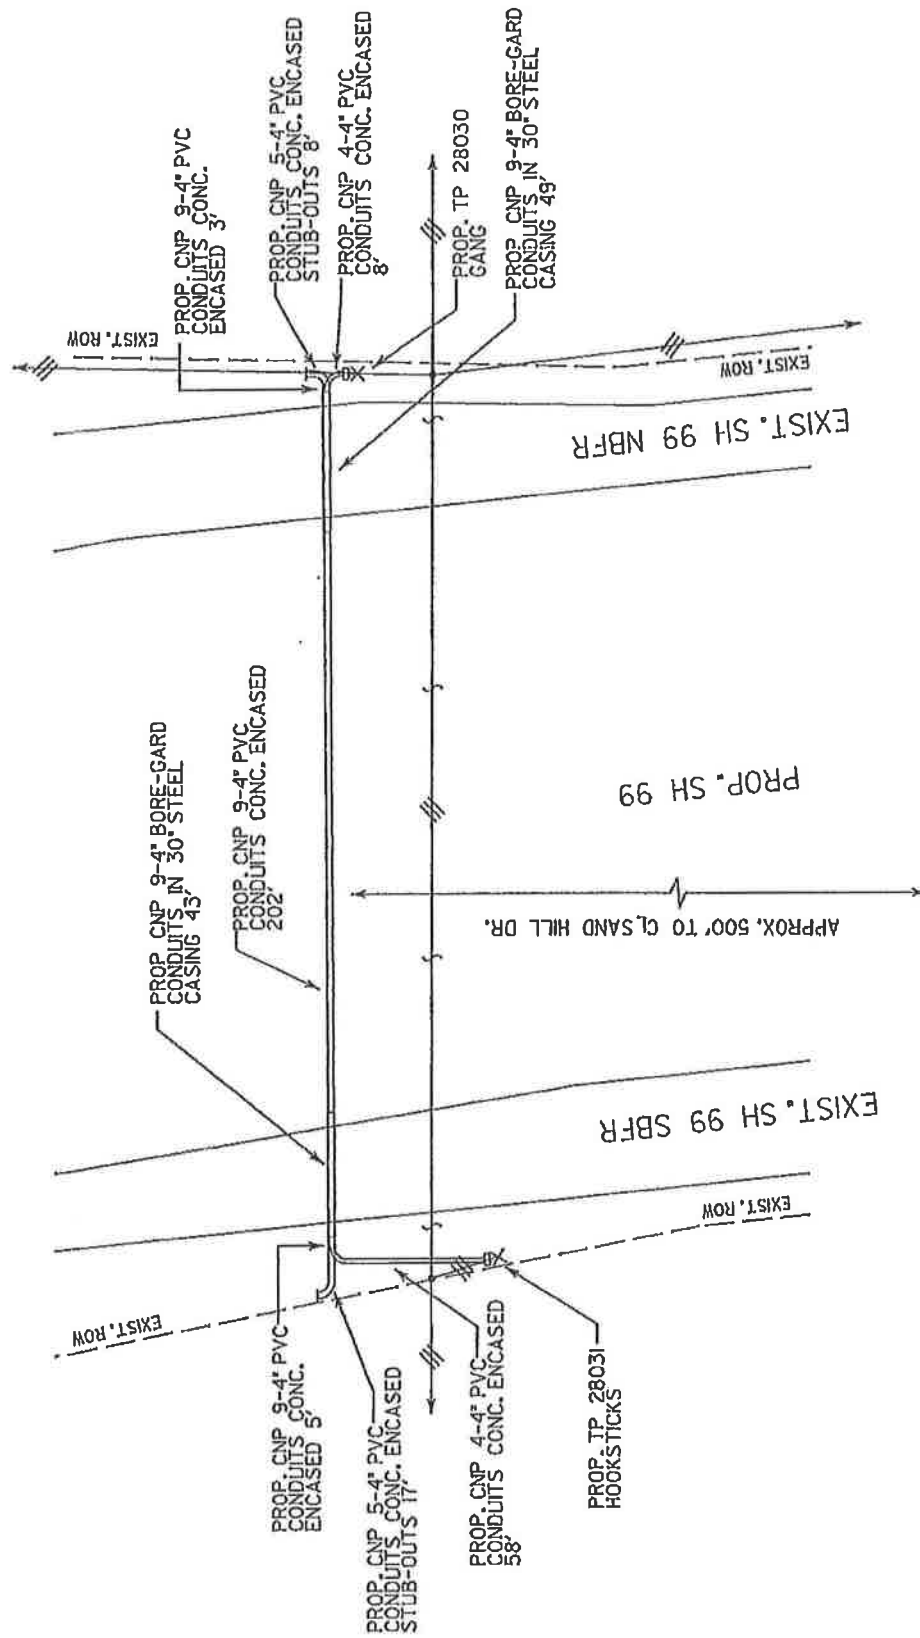 PROP. CNP 9-4" PVC
CONDUITS CONC.
ENCASED 3'
PROP. CNP 5-4" PVC
CONDUITS CONC. ENCASED
STUB-OUTS 8'
PROP. CNP 4-4" PVC
CONDUITS CONC. ENCASED
8'
PROP. TP 28030
GANG
PROP CNP 9-4" BORE-GARD
CONDUITS IN 30" STEEL
CASING 49'
EXIST. ROW
EXIST. ROW
EXIST. SH 99 NBFR
PROP CNP 9-4" BORE-GARD
CONDUITS IN 30" STEEL
CASING 43'
PROP. CNP 9-4" PVC
CONDUITS CONC. ENCASED
202'
PROP. SH 99
APPROX. 500' TO CL SAND HILL DR.
EXIST. SH 99 SBFR
EXIST. ROW
EXIST. ROW
PROP. CNP 9-4" PVC
CONDUITS CONC.
ENCASED 5'
PROP. CNP 5-4" PVC
CONDUITS CONC. ENCASED
STUB-OUTS 17'
PROP. CNP 4-4" PVC
CONDUITS CONC. ENCASED
58'
PROP. TP 28031
HOOKSTICKS